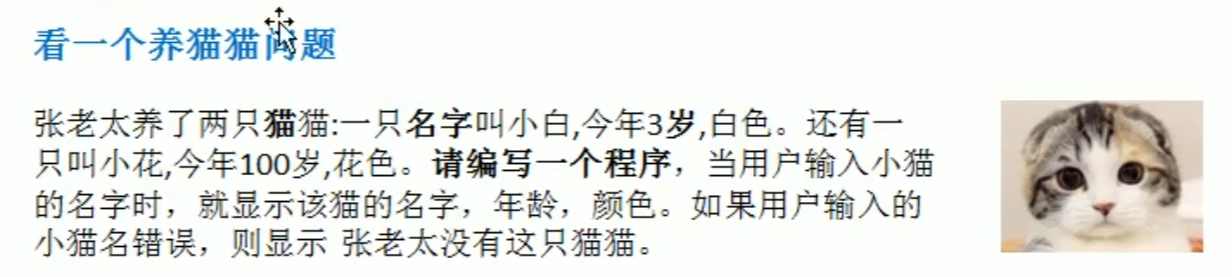 看一个养猫猫问题
张老太养了两只猫猫:一只名字叫小白,今年3岁,白色。还有一
只叫小花,今年100岁,花色。请编写一个程序，当用户输入小猫
的名字时，就显示该猫的名字，年龄，颜色。如果用户输入的
小猫名错误，则显示 张老太没有这只猫猫。